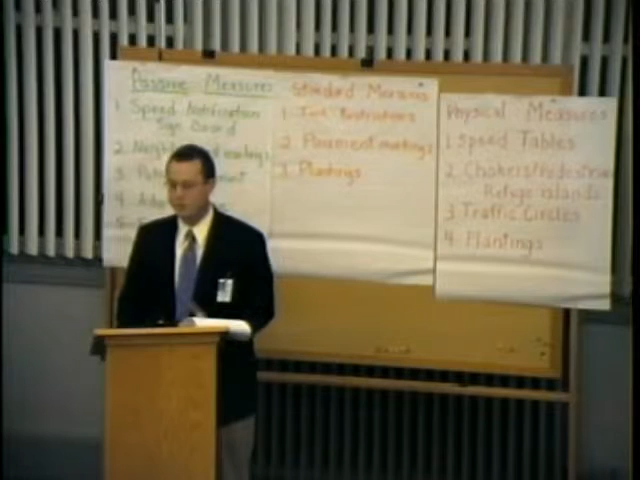 Passive Measures
1 Speed Notification
Sign Board
2.
3
4
5
Standard Measures
1 Restrictions
2 Pavement markings
3 Plantings
Physical Measures
1 Speed Tables
2 Chokers/Pedestrian
Refuge islands
3 Traffic Circles
4 Plantings